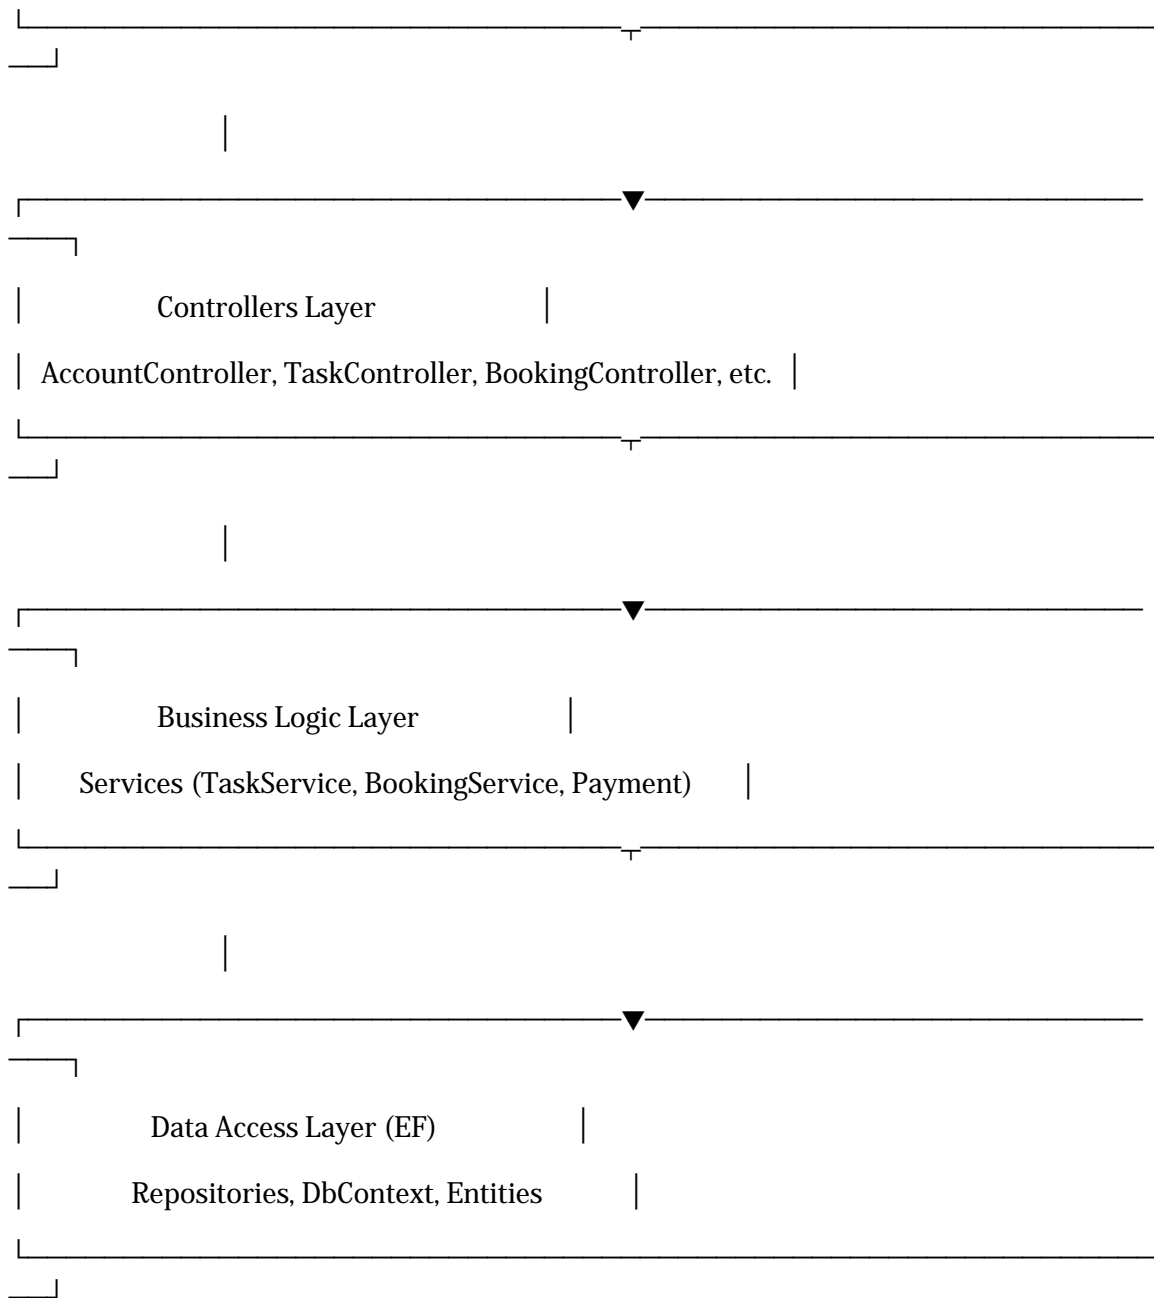 └───────────────────────────────┬───────────────────────────
──┘
│
┌───────────────────────────────▼──────────────────────────
───┐
│ Controllers Layer │
│ AccountController, TaskController, BookingController, etc. │
└───────────────────────────────┬───────────────────────────
──┘
│
┌───────────────────────────────▼──────────────────────────
───┐
│ Business Logic Layer │
│ Services (TaskService, BookingService, Payment) │
└───────────────────────────────┬───────────────────────────
──┘
│
┌───────────────────────────────▼──────────────────────────
───┐
│ Data Access Layer (EF) │
│ Repositories, DbContext, Entities │
└───────────────────────────────────────────────────────────
──┘